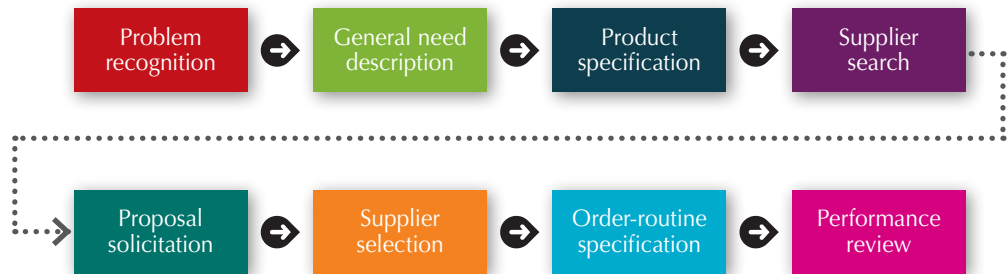 Problem
recognition
General need
description
Product
specification
Supplier
search
Proposal
solicitation
Supplier
selection
Order-routine
specification
Performance
review